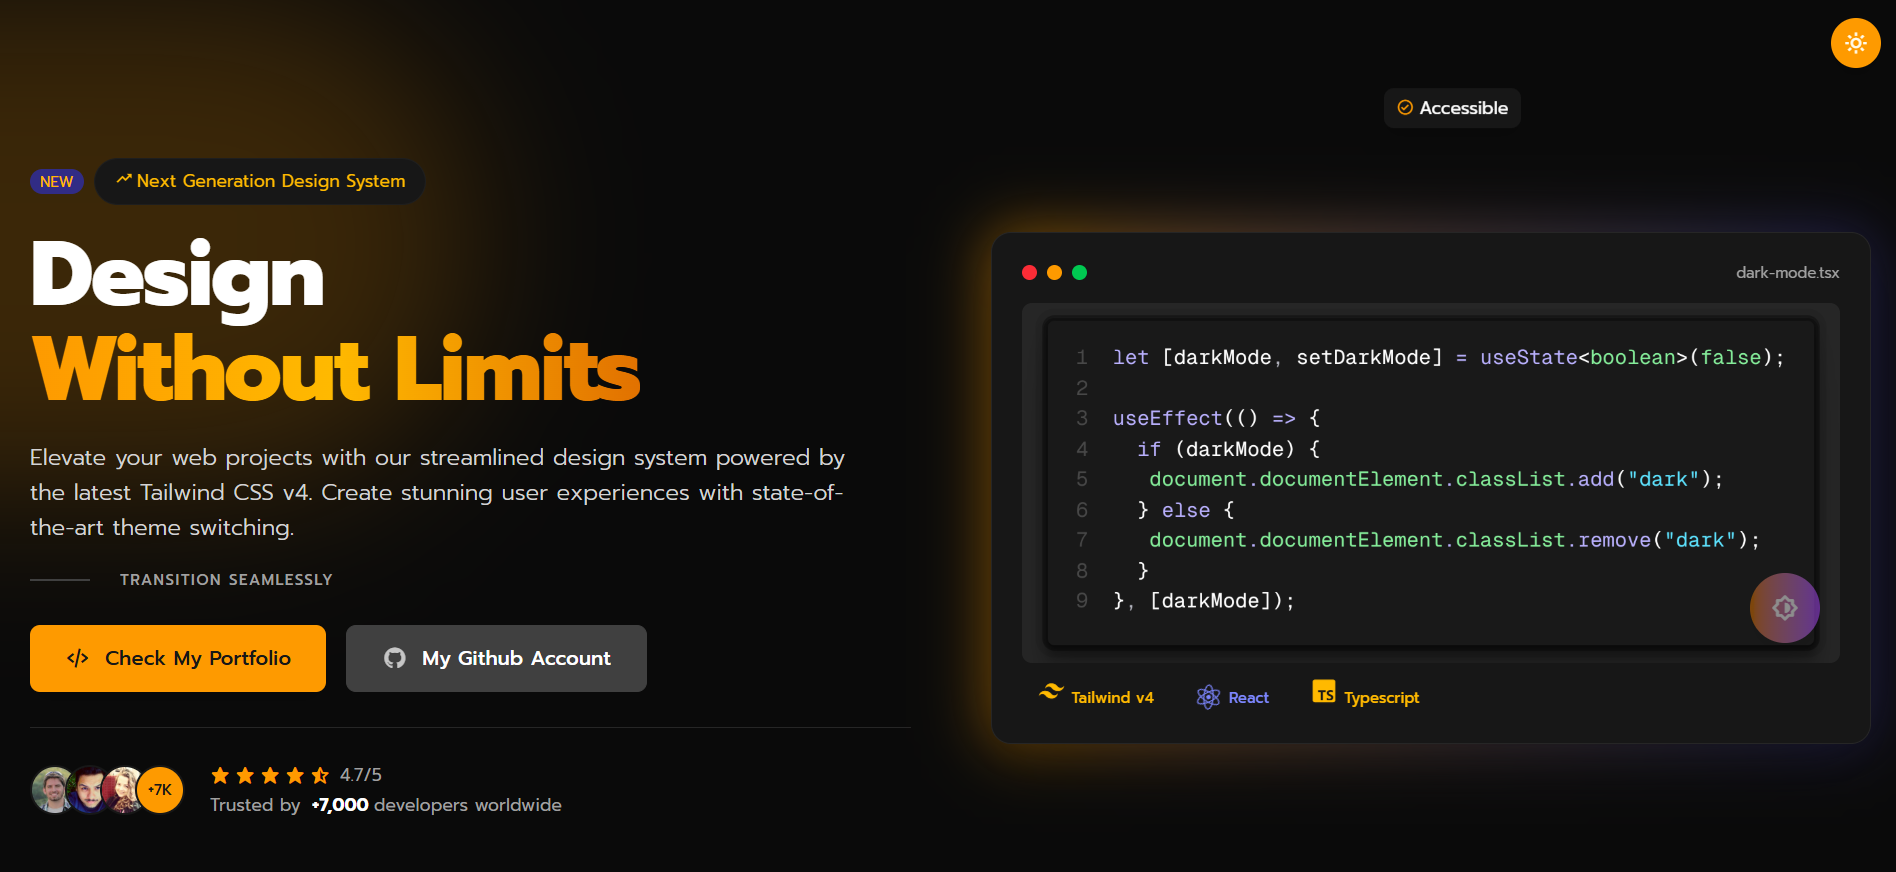 Accessible
NEW
Next Generation Design System
Design
Without Limits
Elevate your web projects with our streamlined design system powered by
the latest Tailwind CSS v4. Create stunning user experiences with state-of-
the-art theme switching.
TRANSITION SEAMLESSLY
</> Check My Portfolio
My Github Account
+7K
4.7/5
Trusted by +7,000 developers worldwide
dark-mode.tsx
1 let [darkMode, setDarkMode] = useState<boolean>(false);
2
3 useEffect(() => {
4   if (darkMode) {
5    document.documentElement.classList.add("dark");
6   } else {
7    document.documentElement.classList.remove("dark");
8   }
9 }, [darkMode]);
Tailwind v4
React
TS Typescript